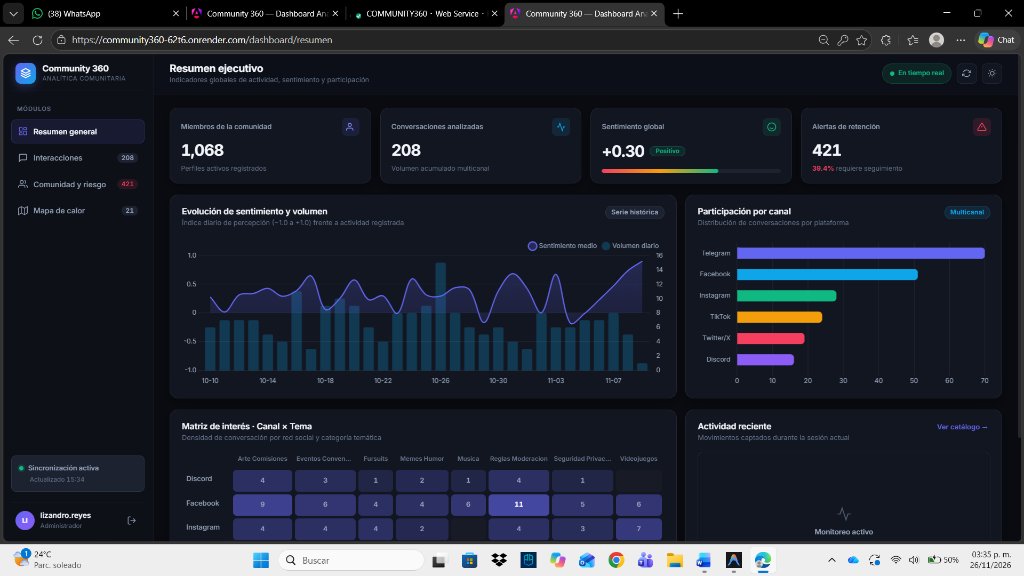 (38) WhatsApp
Community 360 — Dashboard An
COMMUNITY360 · Web Service ·
Community 360 — Dashboard An
https://community360-62t6.onrender.com/dashboard/resumen
Chat
Community 360
ANALÍTICA COMUNITARIA
MÓDULOS
Resumen general
Interacciones 208
Comunidad y riesgo 421
Mapa de calor 21
Sincronización activa
Actualizado 15:34
LI
lizandro.reyes
Administrador
Resumen ejecutivo
Indicadores globales de actividad, sentimiento y participación
En tiempo real
Miembros de la comunidad
1,068
Perfiles activos registrados
Conversaciones analizadas
208
Volumen acumulado multicanal
Sentimiento global
+0.30 Positivo
Alertas de retención
421
39.4% requiere seguimiento
Evolución de sentimiento y volumen
Índice diario de percepción (−1.0 a +1.0) frente a actividad registrada
Serie histórica
Sentimiento medio Volumen diario
1.0
0.5
0
-0.5
-1.0
16
14
12
10
8
6
4
2
0
10-10 10-14 10-18 10-22 10-26 10-30 11-03 11-07
Participación por canal
Distribución de conversaciones por plataforma
Multicanal
Telegram
Facebook
Instagram
TikTok
Twitter/X
Discord
0 10 20 30 40 50 60 70
Matriz de interés · Canal × Tema
Densidad de conversación por red social y categoría temática
Arte Comisiones Eventos Conven... Fursuits Memes Humor Musica Reglas Moderacion Seguridad Privac... Videojuegos
Discord 4 3 1 2 1 4 1
Facebook 9 6 4 4 6 11 5 6
Instagram 4 4 4 2 4 3 7
Actividad reciente
Movimientos captados durante la sesión actual
Ver catálogo →
Monitoreo activo
1
24°C
Parc. soleado
Buscar
50%
03:35 p. m.
26/11/2026